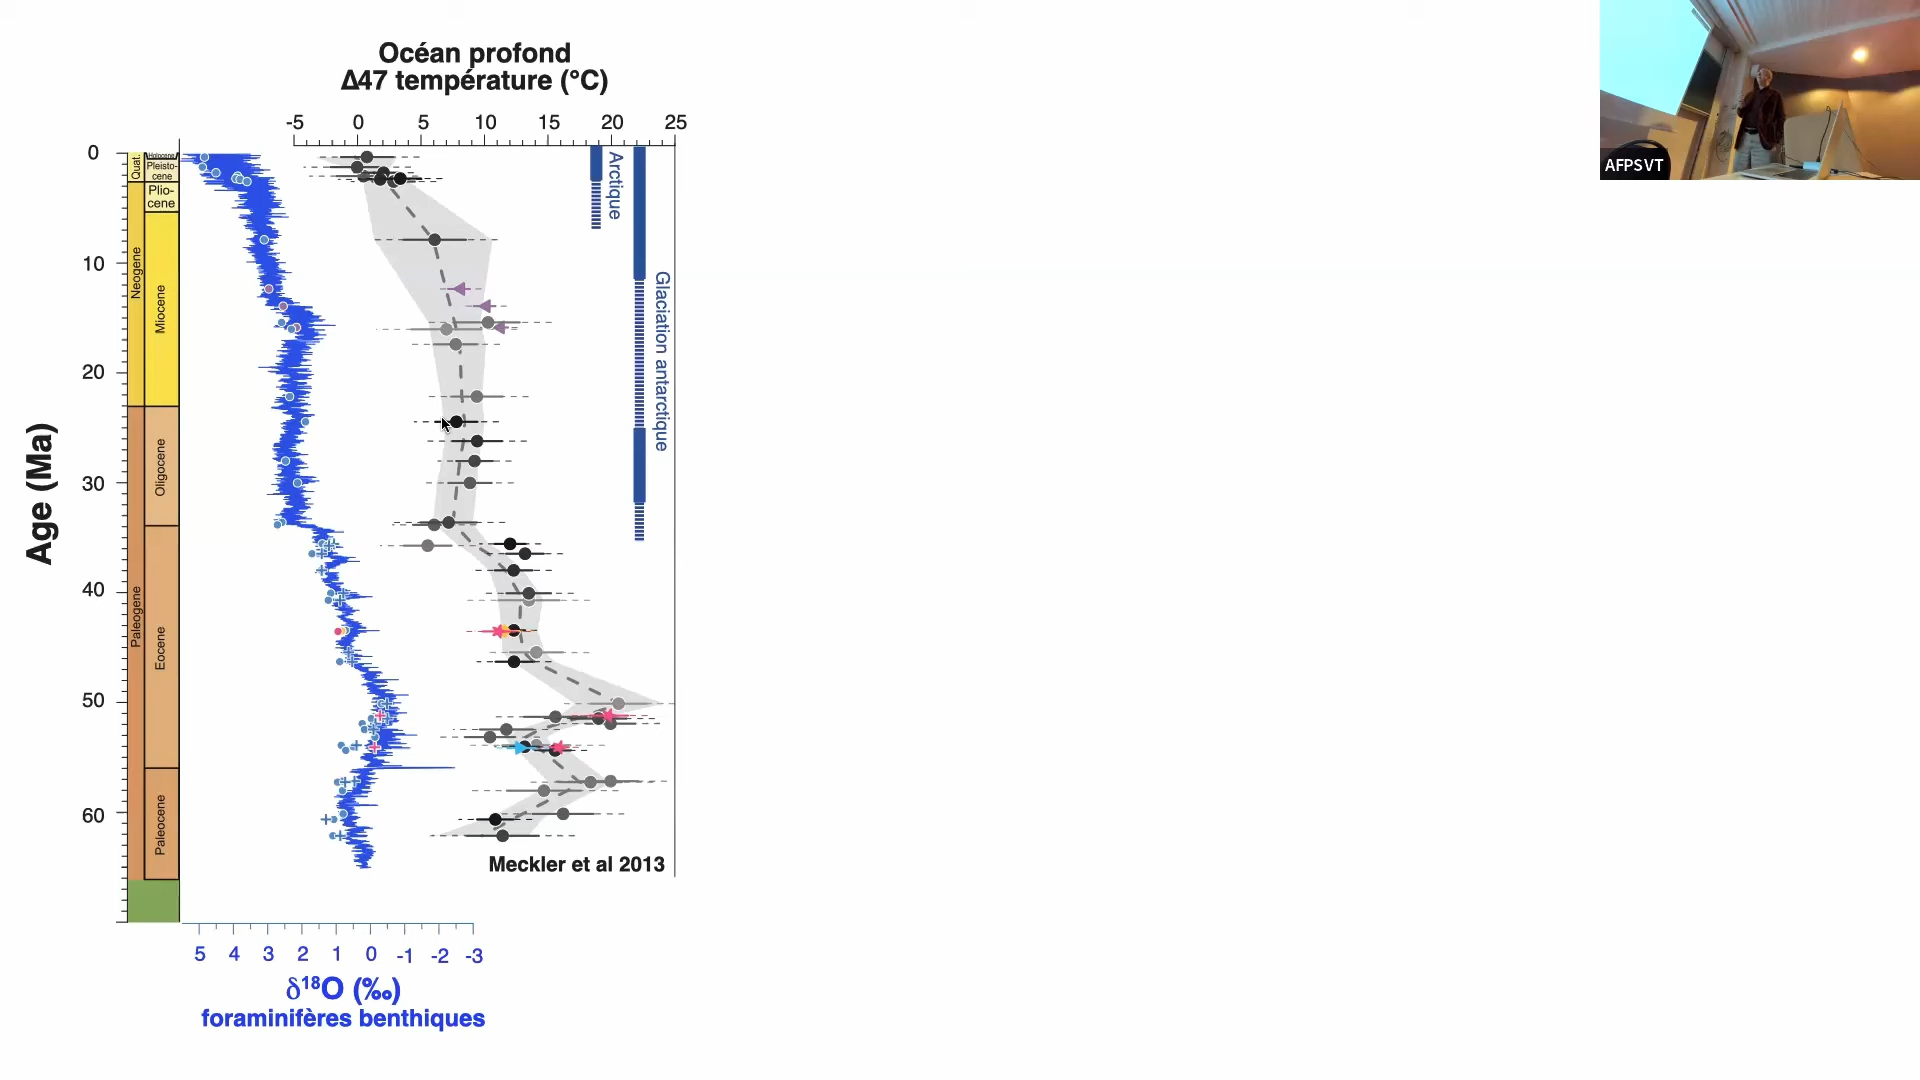 Océan profond
Δ47 température (°C)
-5 0 5 10 15 20 25
0
10
20
30
40
50
60
Age (Ma)
Quat.
Neogene
Paleogene
Holocene
Pleisto-
cene
Plio-
cene
Miocene
Oligocene
Eocene
Paleocene
Arctique
Glaciation antarctique
Meckler et al 2013
5 4 3 2 1 0 -1 -2 -3
δ¹⁸O (‰)
foraminifères benthiques
AFPSVT